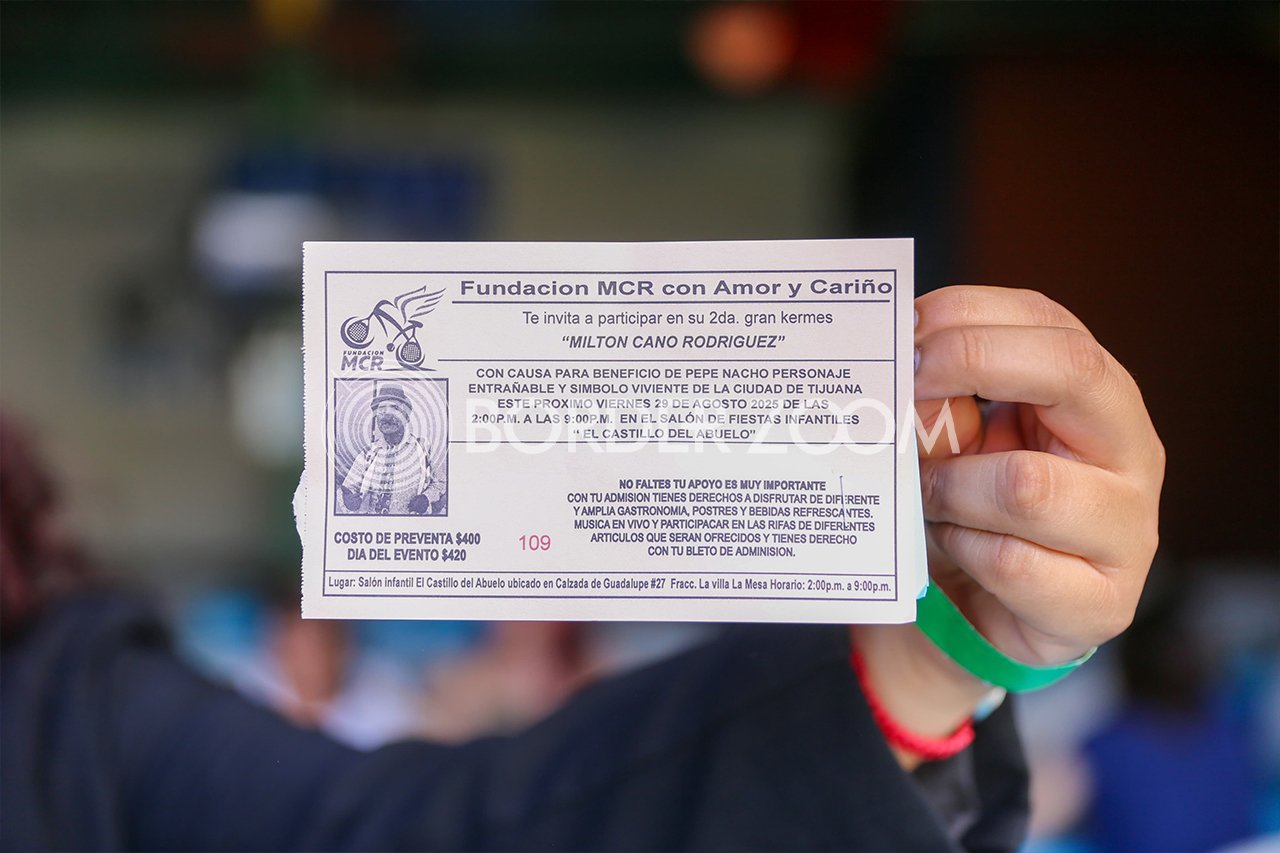 Fundacion MCR con Amor y Cariño
Te invita a participar en su 2da. gran kermes
“MILTON CANO RODRIGUEZ”
FUNDACION
MCR
CON CAUSA PARA BENEFICIO DE PEPE NACHO PERSONAJE
ENTRAÑABLE Y SIMBOLO VIVIENTE DE LA CIUDAD DE TIJUANA
ESTE PROXIMO VIERNES 29 DE AGOSTO 2025 DE LAS
2:00P.M. A LAS 9:00P.M. EN EL SALÓN DE FIESTAS INFANTILES
“ EL CASTILLO DEL ABUELO”
BORDER ZOOM
NO FALTES TU APOYO ES MUY IMPORTANTE
CON TU ADMISION TIENES DERECHOS A DISFRUTAR DE DIFERENTE
Y AMPLIA GASTRONOMIA, POSTRES Y BEBIDAS REFRESCANTES.
MUSICA EN VIVO Y PARTICIPACAR EN LAS RIFAS DE DIFERENTES
ARTICULOS QUE SERAN OFRECIDOS Y TIENES DERECHO
CON TU BLETO DE ADMINISION.
COSTO DE PREVENTA $400
DIA DEL EVENTO $420
109
Lugar: Salón infantil El Castillo del Abuelo ubicado en Calzada de Guadalupe #27 Fracc. La villa La Mesa Horario: 2:00p.m. a 9:00p.m.